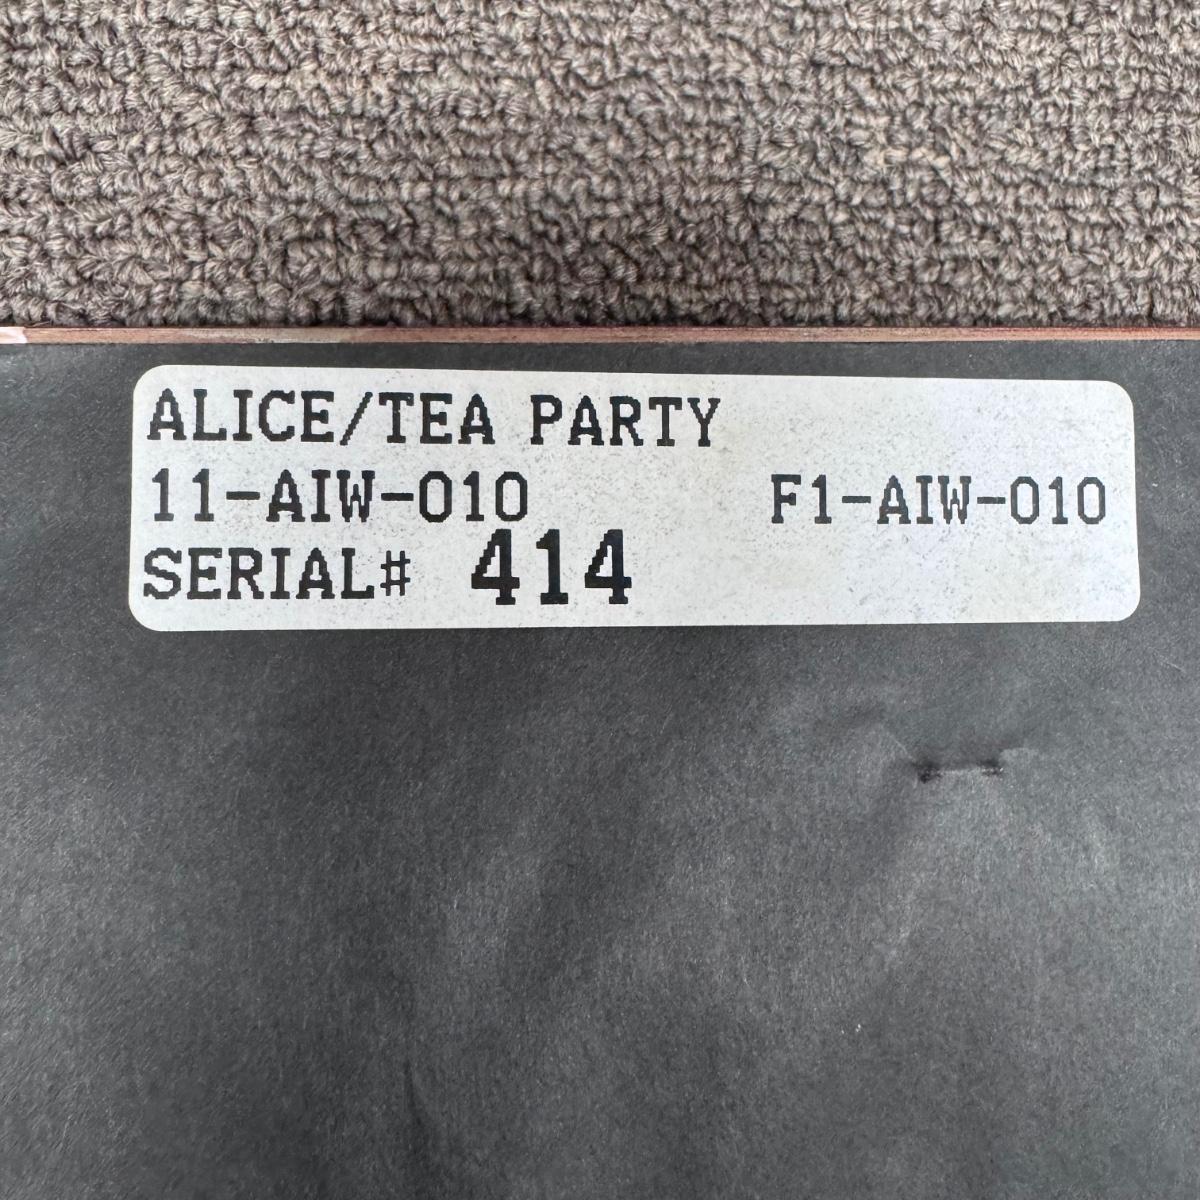 ALICE/TEA PARTY
11-AIW-010 F1-AIW-010
SERIAL# 414